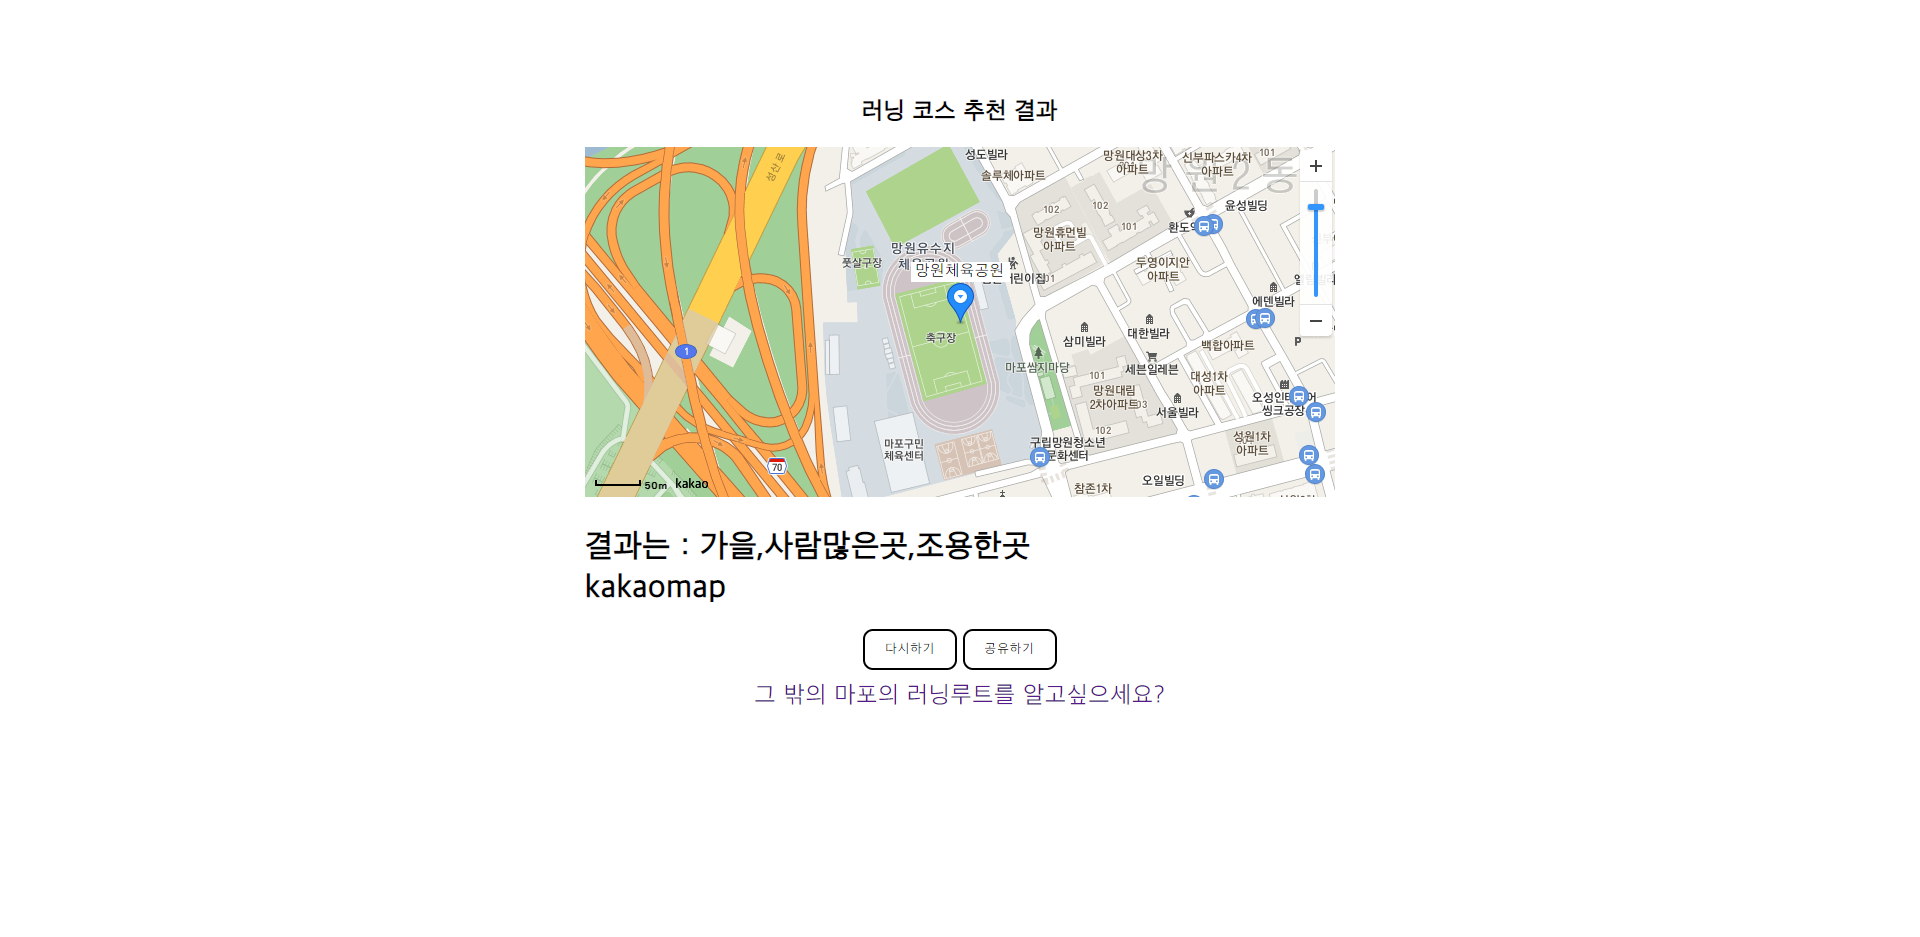 러닝 코스 추천 결과
성산로
성도빌라
솔루체아파트
망원대상3차
아파트
신부파스카4차
아파트
101
망원2동
102
102
101
윤성빌딩
망원휴먼빌
아파트
망원유수지
풋살구장
망원체육공원
어린이집
두영이지안
아파트
에덴빌라
축구장
삼미빌라
대한빌라
백합아파트
P
1
마포쌈지마당
세븐일레븐
101
대성1차
아파트
망원대림
2차아파트
서울빌라
씽크공장
102
마포구민
체육센터
구립망원청소년
문화센터
성원1차
아파트
70
오일빌딩
참존1차
50m kakao
결과는 : 가을,사람많은곳,조용한곳
kakaomap
다시하기 공유하기
그 밖의 마포의 러닝루트를 알고싶으세요?